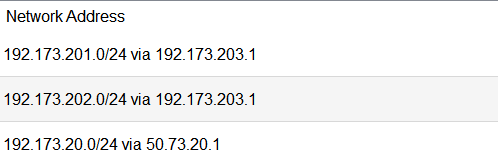 Network Address
192.173.201.0/24 via 192.173.203.1
192.173.202.0/24 via 192.173.203.1
192.173.20.0/24 via 50.73.20.1